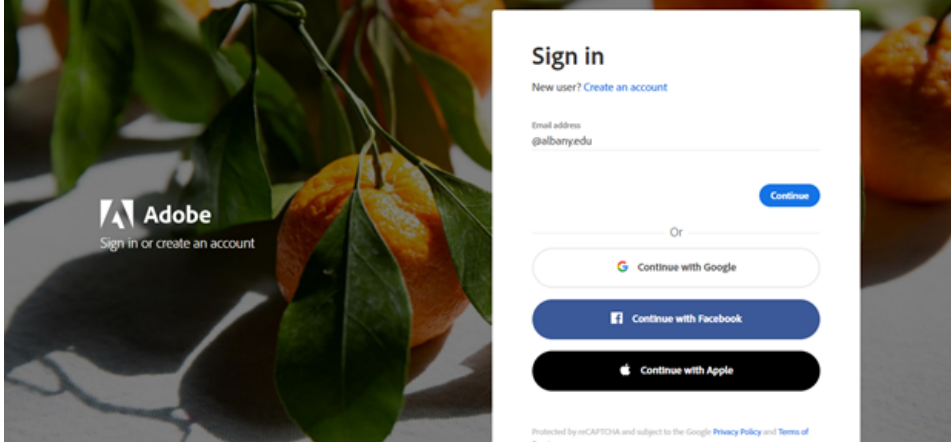 Adobe
Sign in or create an account
Sign in
New user? Create an account
Email address
@albany.edu
Continue
Or
Continue with Google
Continue with Facebook
Continue with Apple
Protected by reCAPTCHA and subject to the Google Privacy Policy and Terms of